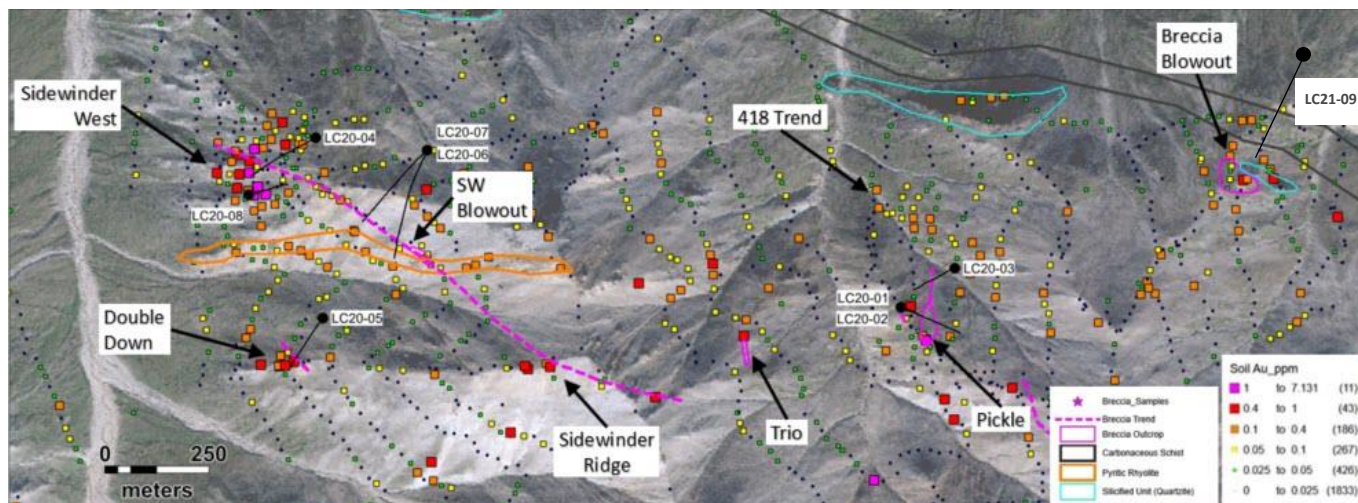 Breccia
Blowout
LC21-09
Sidewinder
West
418 Trend
LC20-04
LC20-07
LC20-06
SW
Blowout
LC20-08
LC20-03
LC20-01
LC20-02
Double
Down
LC20-05
Sidewinder
Ridge
Trio
Pickle
0 250
meters
Breccia_Samples
Breccia Trend
Breccia Outcrop
Carbonaceous Schist
Pyritic Rhyolite
Silicified Unit (Quartzite)
Soil Au_ppm
1 to 7.131 (11)
0.4 to 1 (43)
0.1 to 0.4 (186)
0.05 to 0.1 (267)
0.025 to 0.05 (426)
0 to 0.025 (1833)